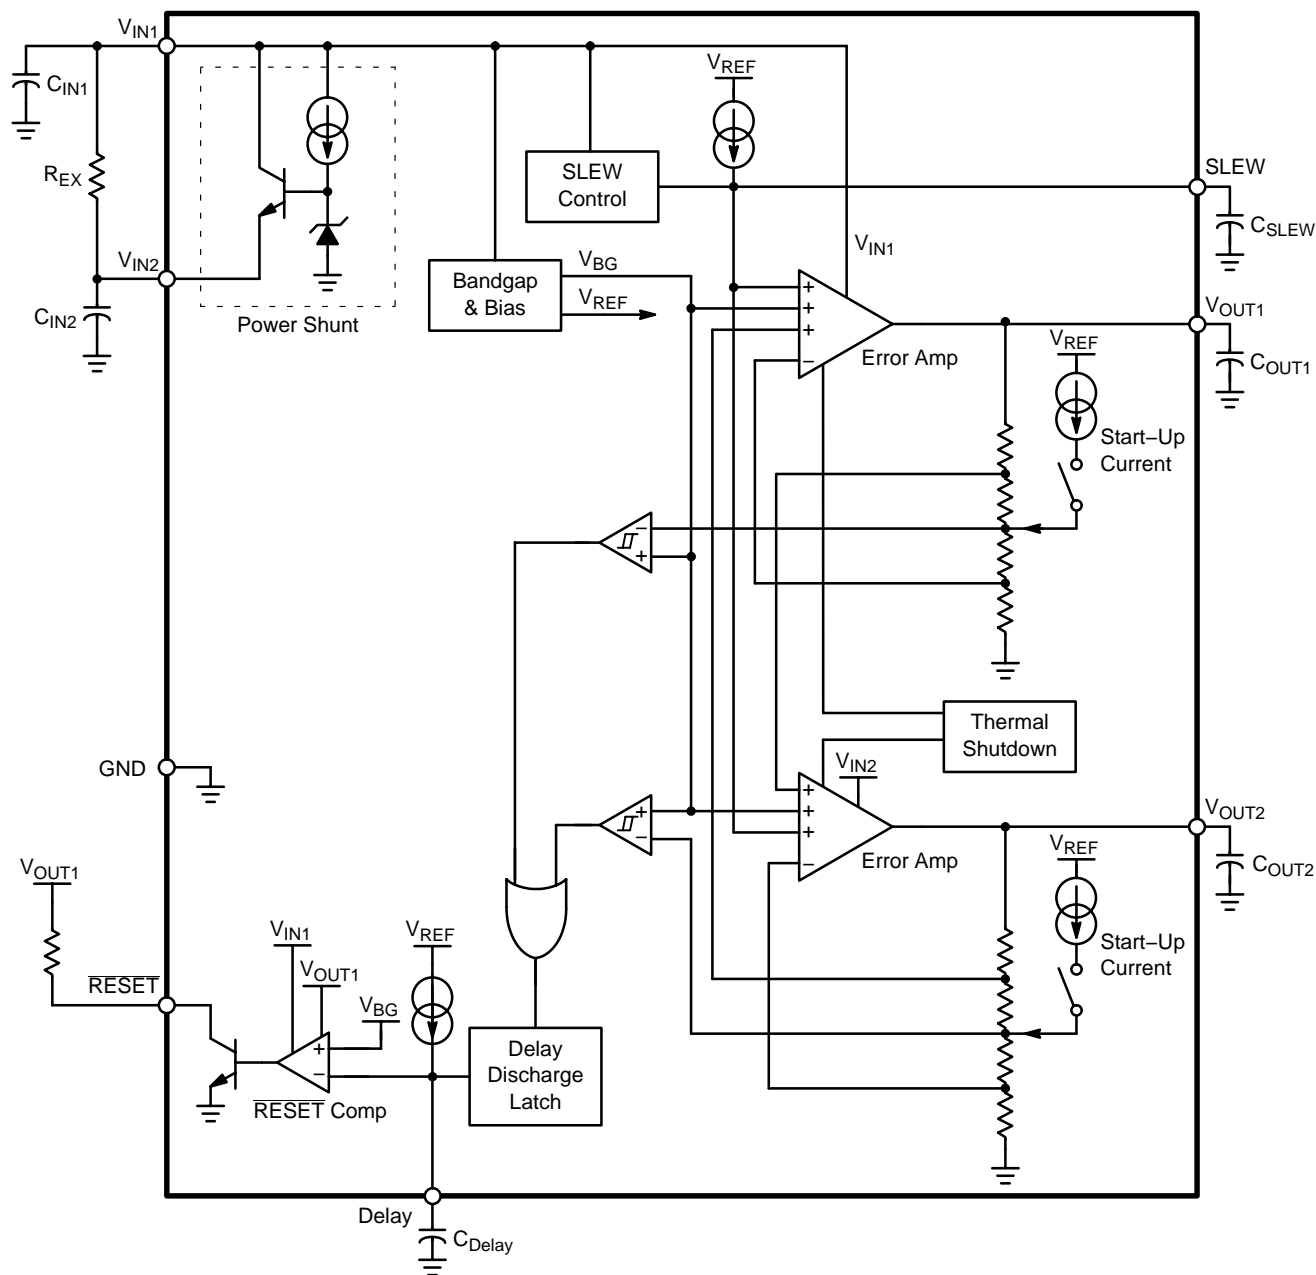 VIN1
CIN1
REX
VIN2
CIN2
Power Shunt
SLEW
Control
VREF
SLEW
CSLEW
Bandgap
& Bias
VBG
VREF
VIN1
+
+
+
−
Error Amp
VOUT1
COUT1
VREF
Start−Up
Current
−
+
Thermal
Shutdown
GND
VIN2
+
+
+
−
Error Amp
+
−
VOUT2
COUT2
VREF
Start−Up
Current
VOUT1
RESET
VIN1
VOUT1
VBG
VREF
+
−
RESET Comp
Delay
Discharge
Latch
Delay
CDelay